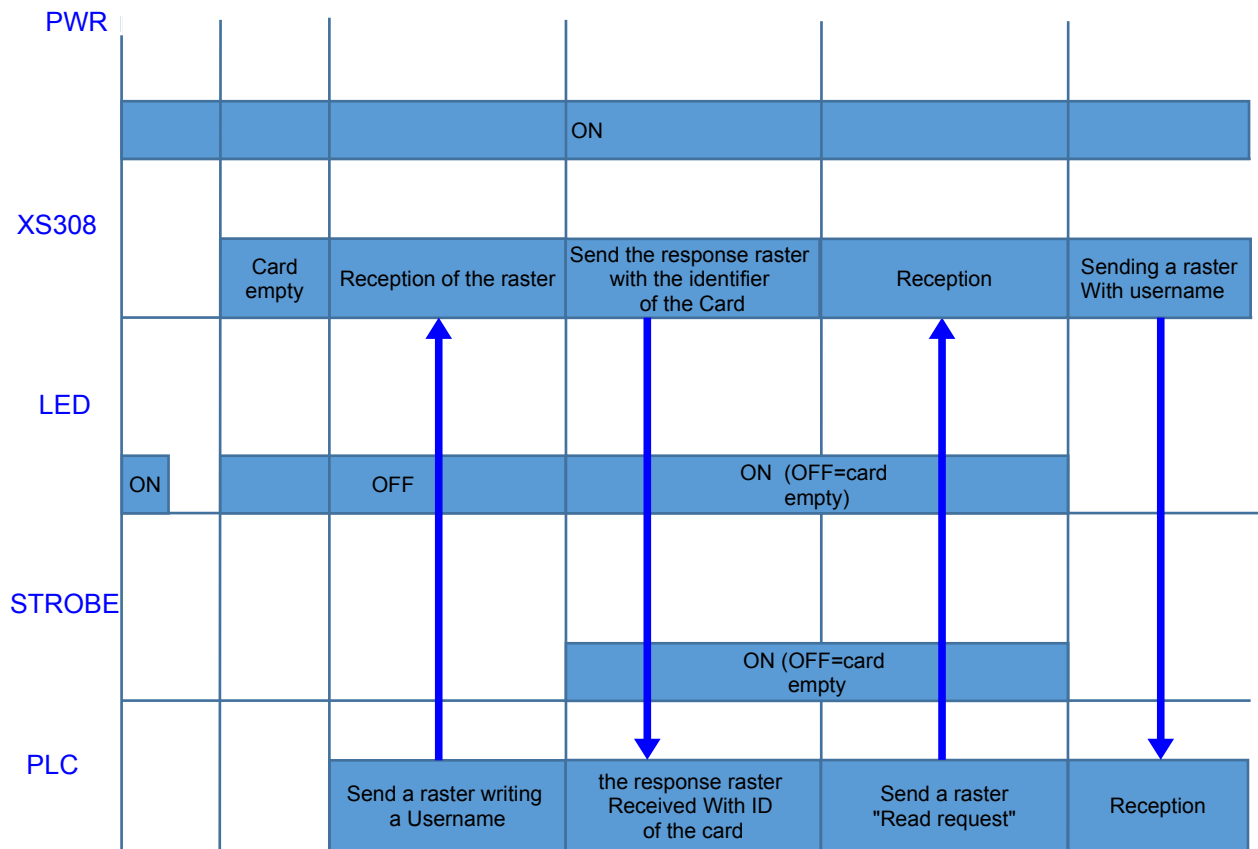 PWR
ON
XS308
Card
empty
Reception of the raster
Send the response raster
with the identifier
of the Card
Reception
Sending a raster
With username
LED
ON
OFF
ON (OFF=card
empty)
STROBE
ON (OFF=card
empty
PLC
Send a raster writing
a Username
the response raster
Received With ID
of the card
Send a raster
"Read request"
Reception